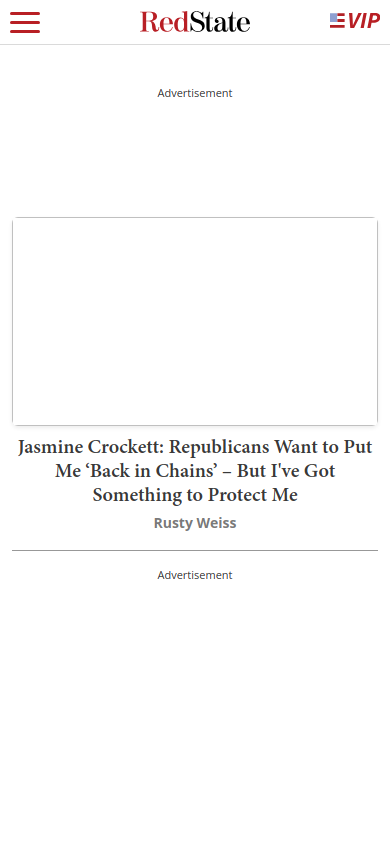 RedState
VIP
Advertisement
Jasmine Crockett: Republicans Want to Put
Me ‘Back in Chains’ – But I've Got
Something to Protect Me
Rusty Weiss
Advertisement